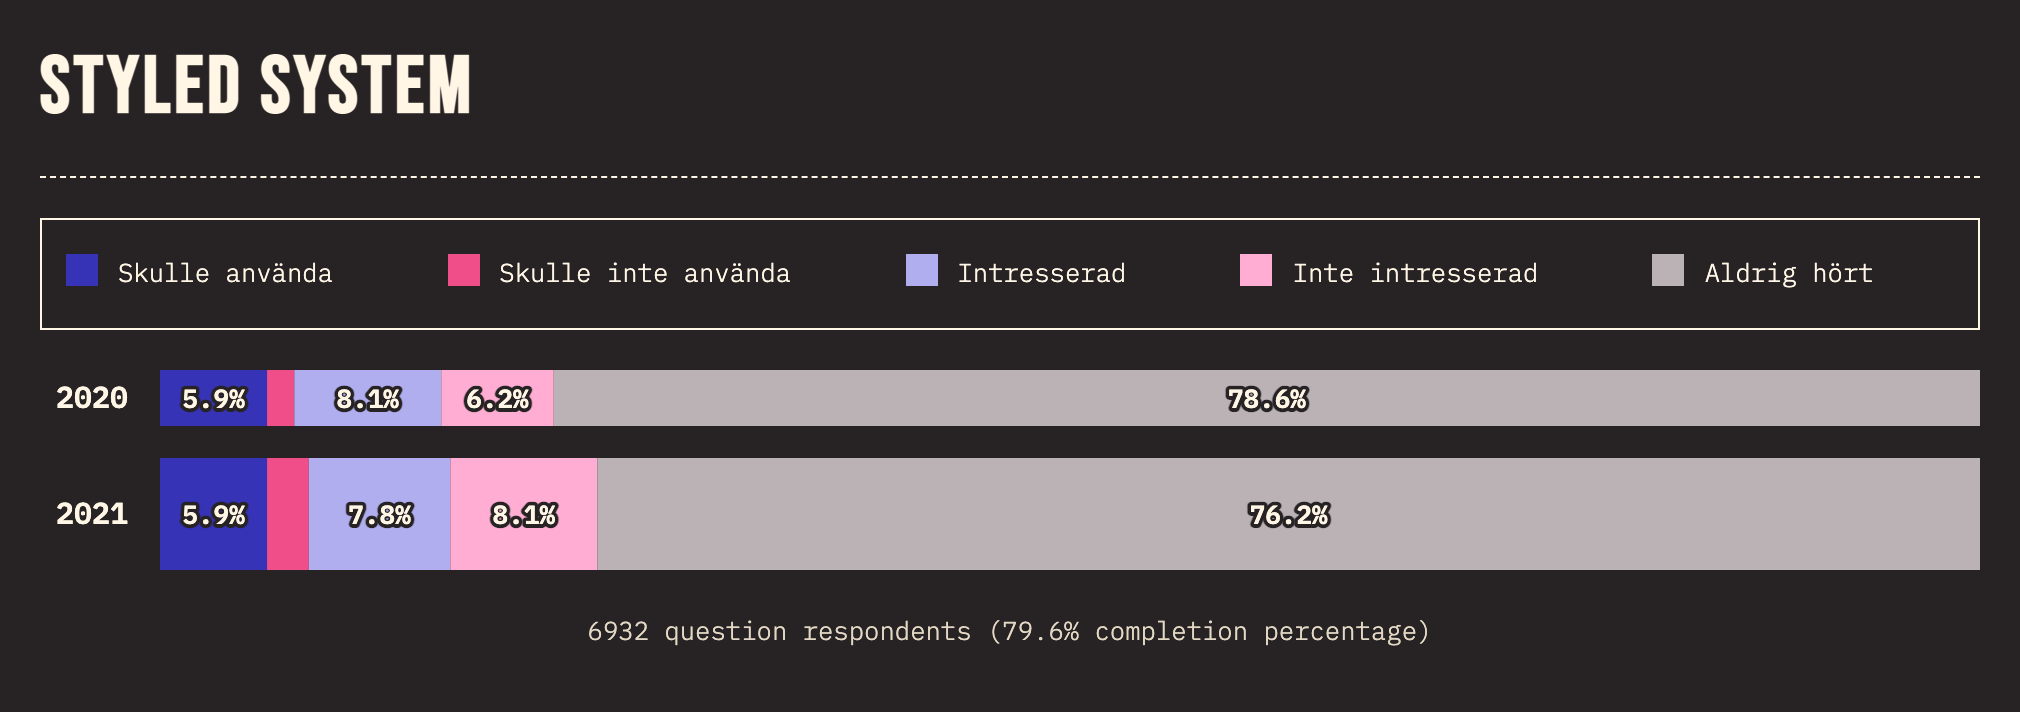 STYLED SYSTEM
Skulle använda Skulle inte använda Intresserad Inte intresserad Aldrig hört
2020 5.9% 8.1% 6.2% 78.6%
2021 5.9% 7.8% 8.1% 76.2%
6932 question respondents (79.6% completion percentage)